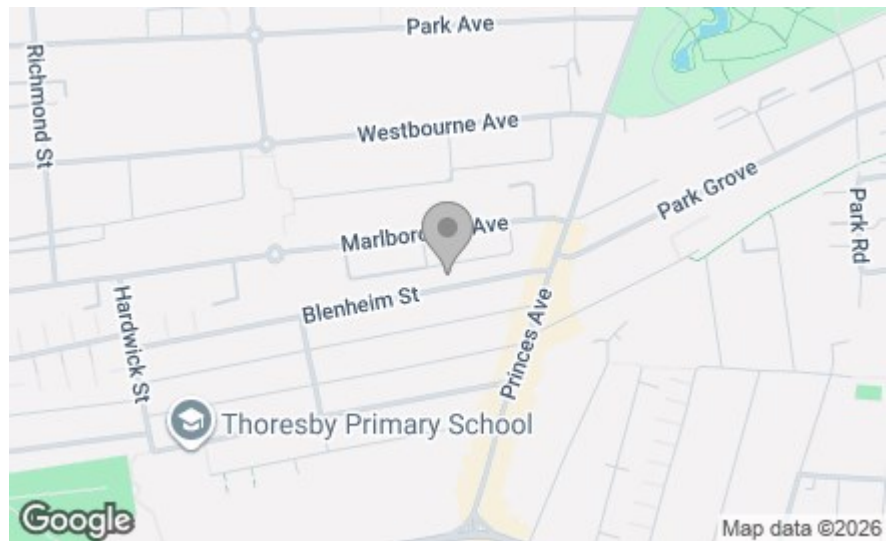 Park Ave
Richmond St
Westbourne Ave
Park Grove
Park Rd
Ave
Blenheim St
Hardwick St
Princes Ave
Thoresby Primary School
Google
Map data ©2026